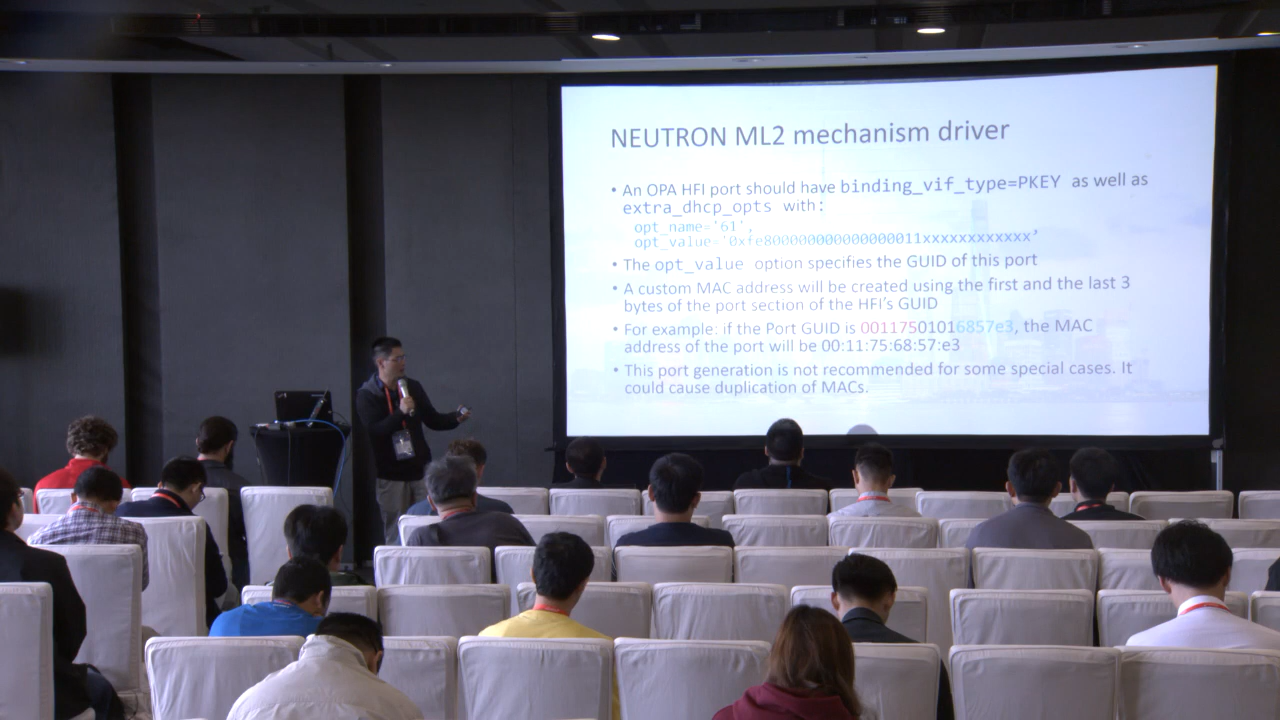 NEUTRON ML2 mechanism driver
• An OPA HFI port should have binding_vif_type=PKEY as well as
extra_dhcp_opts with:
opt_name='61',
opt_value='0xfe8000000000000000011xxxxxxxxxxxx’
• The opt_value option specifies the GUID of this port
• A custom MAC address will be created using the first and the last 3
bytes of the port section of the HFI’s GUID
• For example: if the Port GUID is 00117501016857e3, the MAC
address of the port will be 00:11:75:68:57:e3
• This port generation is not recommended for some special cases. It
could cause duplication of MACs.